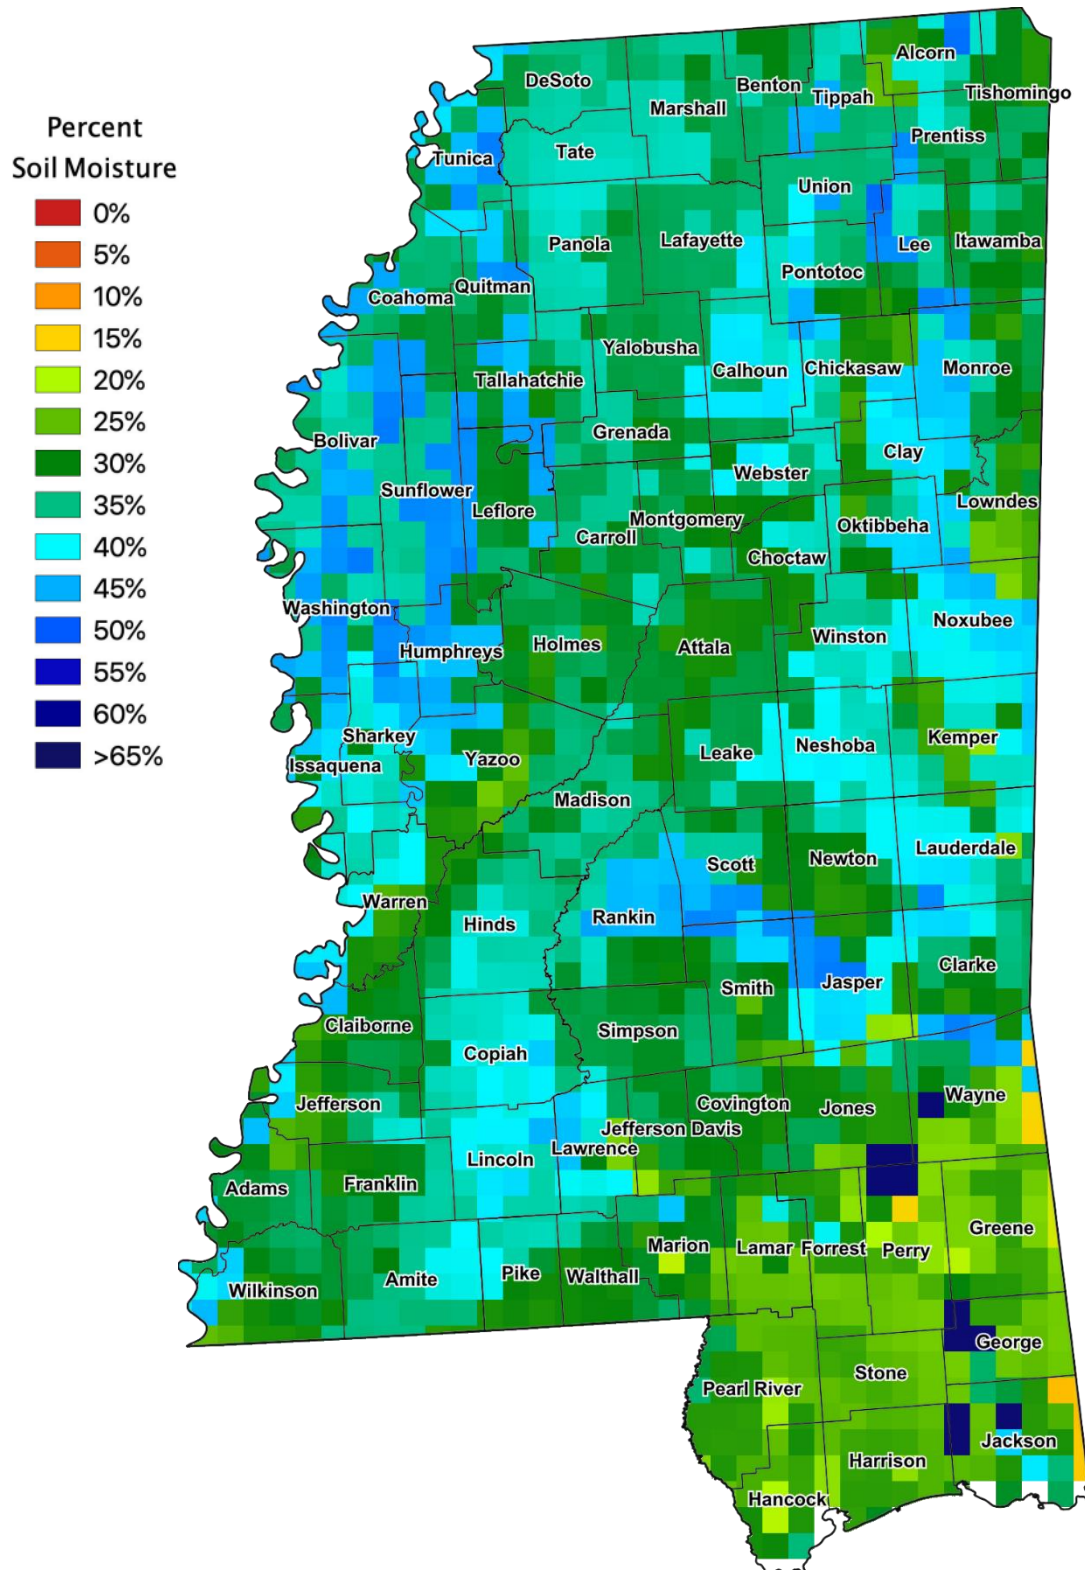 Percent
Soil Moisture
0%
5%
10%
15%
20%
25%
30%
35%
40%
45%
50%
55%
60%
>65%
Alcorn
DeSoto
Benton
Tippah
Tishomingo
Marshall
Prentiss
Tunica
Tate
Union
Panola
Lafayette
Lee
Itawamba
Pontotoc
Coahoma
Quitman
Yalobusha
Calhoun
Chickasaw
Monroe
Tallahatchie
Bolivar
Grenada
Clay
Webster
Sunflower
Lowndes
Leflore
Montgomery
Oktibbeha
Carroll
Choctaw
Washington
Noxubee
Winston
Humphreys
Holmes
Attala
Sharkey
Kemper
Neshoba
Leake
Issaquena
Yazoo
Madison
Lauderdale
Newton
Scott
Warren
Rankin
Hinds
Clarke
Jasper
Smith
Claiborne
Simpson
Copiah
Wayne
Jefferson
Covington
Jones
Jefferson Davis
Lawrence
Lincoln
Franklin
Adams
Greene
Marion
Lamar
Forrest
Perry
Pike
Walthall
Amite
Wilkinson
George
Stone
Pearl River
Jackson
Harrison
Hancock